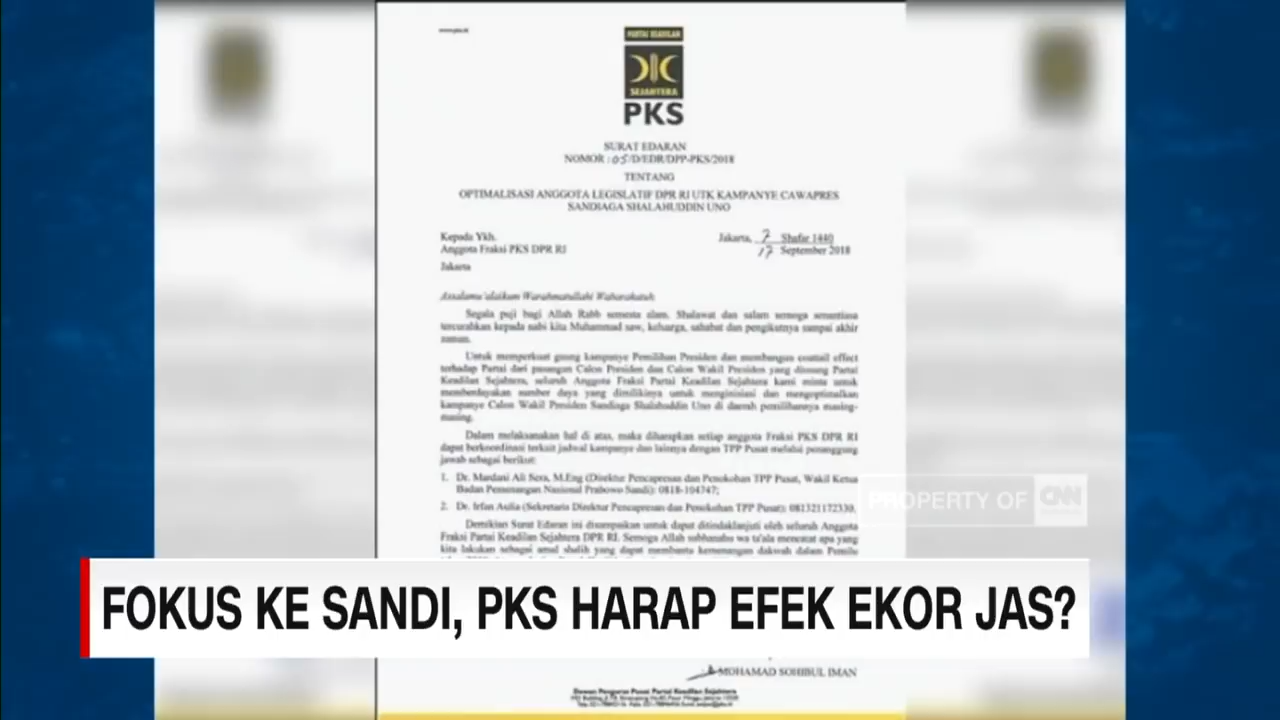 www.pks.id
PARTAI KEADILAN
SEJAHTERA
PKS
SURAT EDARAN
NOMOR : 05/D/EDR/DPP-PKS/2018
TENTANG
OPTIMALISASI ANGGOTA LEGISLATIF DPR RI UTK KAMPANYE CAWAPRES
SANDIAGA SHALAHUDDIN UNO
Kepada Ykh.
Anggota Fraksi PKS DPR RI
Jakarta
Jakarta, 7 Shafar 1440
17 September 2018
Assalamu'alaikum Warahmatullahi Wabarakatuh
Segala puji bagi Allah Rabb semesta alam. Shalawat dan salam semoga senantiasa
tercurahkan kepada nabi kita Muhammad saw, keluarga, sahabat dan pengikutnya sampai akhir
zaman.
Untuk memperkuat gaung kampanye Pemilihan Presiden dan membangun coattail effect
terhadap Partai dari pasangan Calon Presiden dan Calon Wakil Presiden yang diusung Partai
Keadilan Sejahtera, seluruh Anggota Fraksi Partai Keadilan Sejahtera kami minta untuk
memberdayakan sumber daya yang dimilikinya untuk menginisiasi dan mengoptimalkan
kampanye Calon Wakil Presiden Sandiaga Shalahuddin Uno di daerah pemilihannya masing-
masing.
Dalam melaksanakan hal di atas, maka diharapkan setiap anggota Fraksi PKS DPR RI
dapat berkoordinasi terkait jadwal kampanye dan lainnya dengan TPP Pusat melalui penanggung
jawab sebagai berikut:
1. Dr. Mardani Ali Sera, M.Eng (Direktur Pencapresan dan Penokohan TPP Pusat, Wakil Ketua
Badan Pemenangan Nasional Prabowo Sandi): 0818-104747;
2. Dr. Irfan Aulia (Sekretaris Direktur Pencapresan dan Penokohan TPP Pusat): 081321172330.
Demikian Surat Edaran ini disampaikan untuk dapat ditindaklanjuti oleh seluruh Anggota
Fraksi Partai Keadilan Sejahtera DPR RI. Semoga Allah subhanahu wa ta'ala mencatat apa yang
kita lakukan sebagai amal shalih yang dapat membantu kemenangan dakwah dalam Pemilu
PROPERTY OF CNN
FOKUS KE SANDI, PKS HARAP EFEK EKOR JAS?
MOHAMAD SOHIBUL IMAN
Dewan Pengurus Pusat Partai Keadilan Sejahtera